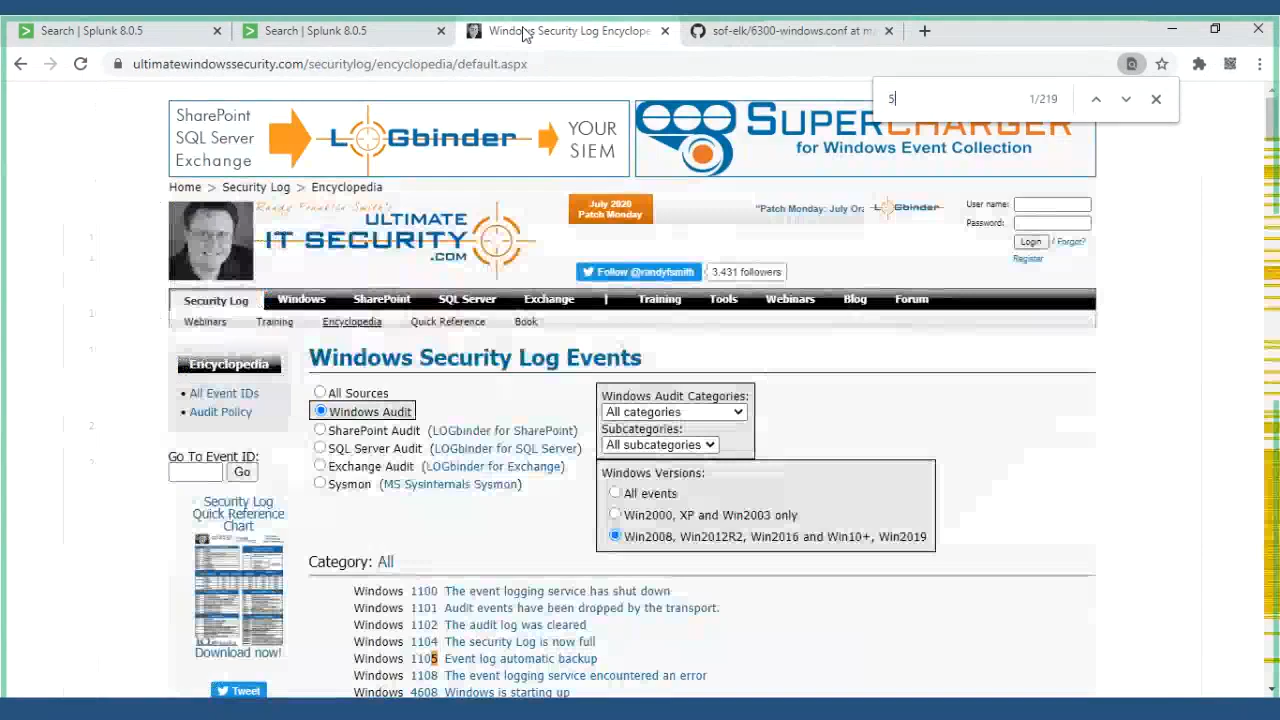 Search | Splunk 8.0.5
Search | Splunk 8.0.5
Windows Security Log Encyclope
sof-elk/6300-windows.conf at m
ultimatewindowssecurity.com/securitylog/encyclopedia/default.aspx
5
1/219
SharePoint
SQL Server
Exchange
LOGbinder
YOUR
SIEM
SUPERCHARGER
for Windows Event Collection
Home > Security Log > Encyclopedia
Randy Franklin Smith's
ULTIMATE
IT SECURITY
.COM
July 2020
Patch Monday
"Patch Monday: July Ora
LOGbinder
User name:
Password:
Login / Forgot?
Register
Follow @randyfsmith
3,431 followers
Security Log Windows SharePoint SQL Server Exchange | Training Tools Webinars Blog Forum
Webinars Training Encyclopedia Quick Reference Book
Encyclopedia
• All Event IDs
• Audit Policy
Go To Event ID:
Go
Security Log
Quick Reference
Chart
Download now!
Tweet
Windows Security Log Events
All Sources
Windows Audit
SharePoint Audit (LOGbinder for SharePoint)
SQL Server Audit (LOGbinder for SQL Server)
Exchange Audit (LOGbinder for Exchange)
Sysmon (MS Sysinternals Sysmon)
Windows Audit Categories:
All categories
Subcategories:
All subcategories
Windows Versions:
All events
Win2000, XP and Win2003 only
Win2008, Win2012R2, Win2016 and Win10+, Win2019
Category: All
Windows 1100 The event logging service has shut down
Windows 1101 Audit events have been dropped by the transport.
Windows 1102 The audit log was cleared
Windows 1104 The security Log is now full
Windows 1105 Event log automatic backup
Windows 1108 The event logging service encountered an error
Windows 4608 Windows is starting up